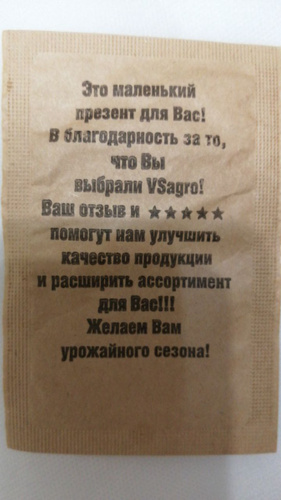 Это маленький
презент для Вас!
В благодарность за то,
что Вы
выбрали VSagro!
Ваш отзыв и ★★★★★
помогут нам улучшить
качество продукции
и расширить ассортимент
для Вас!!!
Желаем Вам
урожайного сезона!